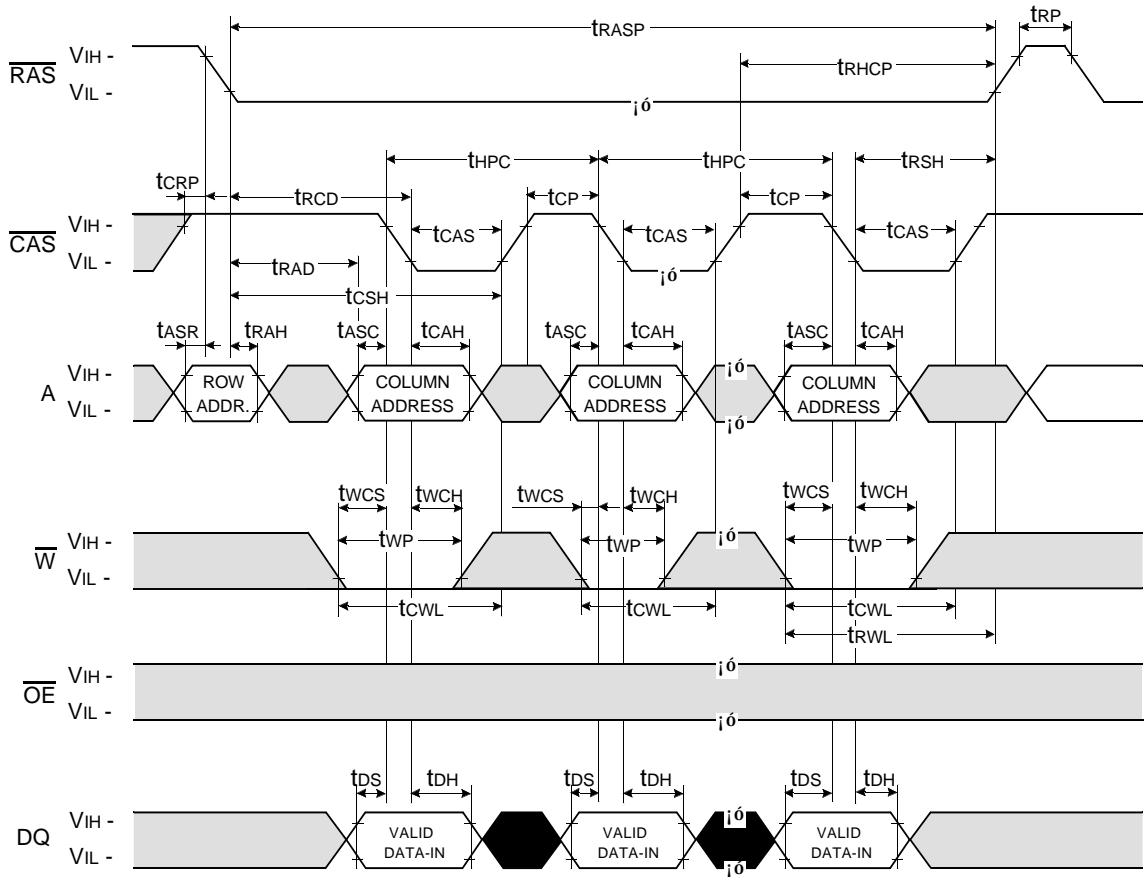 tRASP
tRP
RAS
VIH -
VIL -
tRHCP
¡ó
tHPC
tHPC
tRSH
tCRP
tRCD
tCP
tCP
CAS
VIH -
VIL -
tCAS
tCAS
tCAS
¡ó
tRAD
tCSH
tASR
tRAH
tASC
tCAH
tASC
tCAH
tASC
tCAH
A
VIH -
VIL -
ROW
ADDR.
COLUMN
ADDRESS
COLUMN
ADDRESS
¡ó
¡ó
COLUMN
ADDRESS
tWCS
tWCH
tWCS
tWCH
tWCS
tWCH
W
VIH -
VIL -
tWP
tWP
¡ó
tWP
tCWL
tCWL
tCWL
tRWL
OE
VIH -
VIL -
¡ó
¡ó
tDS
tDH
tDS
tDH
tDS
tDH
DQ
VIH -
VIL -
VALID
DATA-IN
VALID
DATA-IN
¡ó
¡ó
VALID
DATA-IN